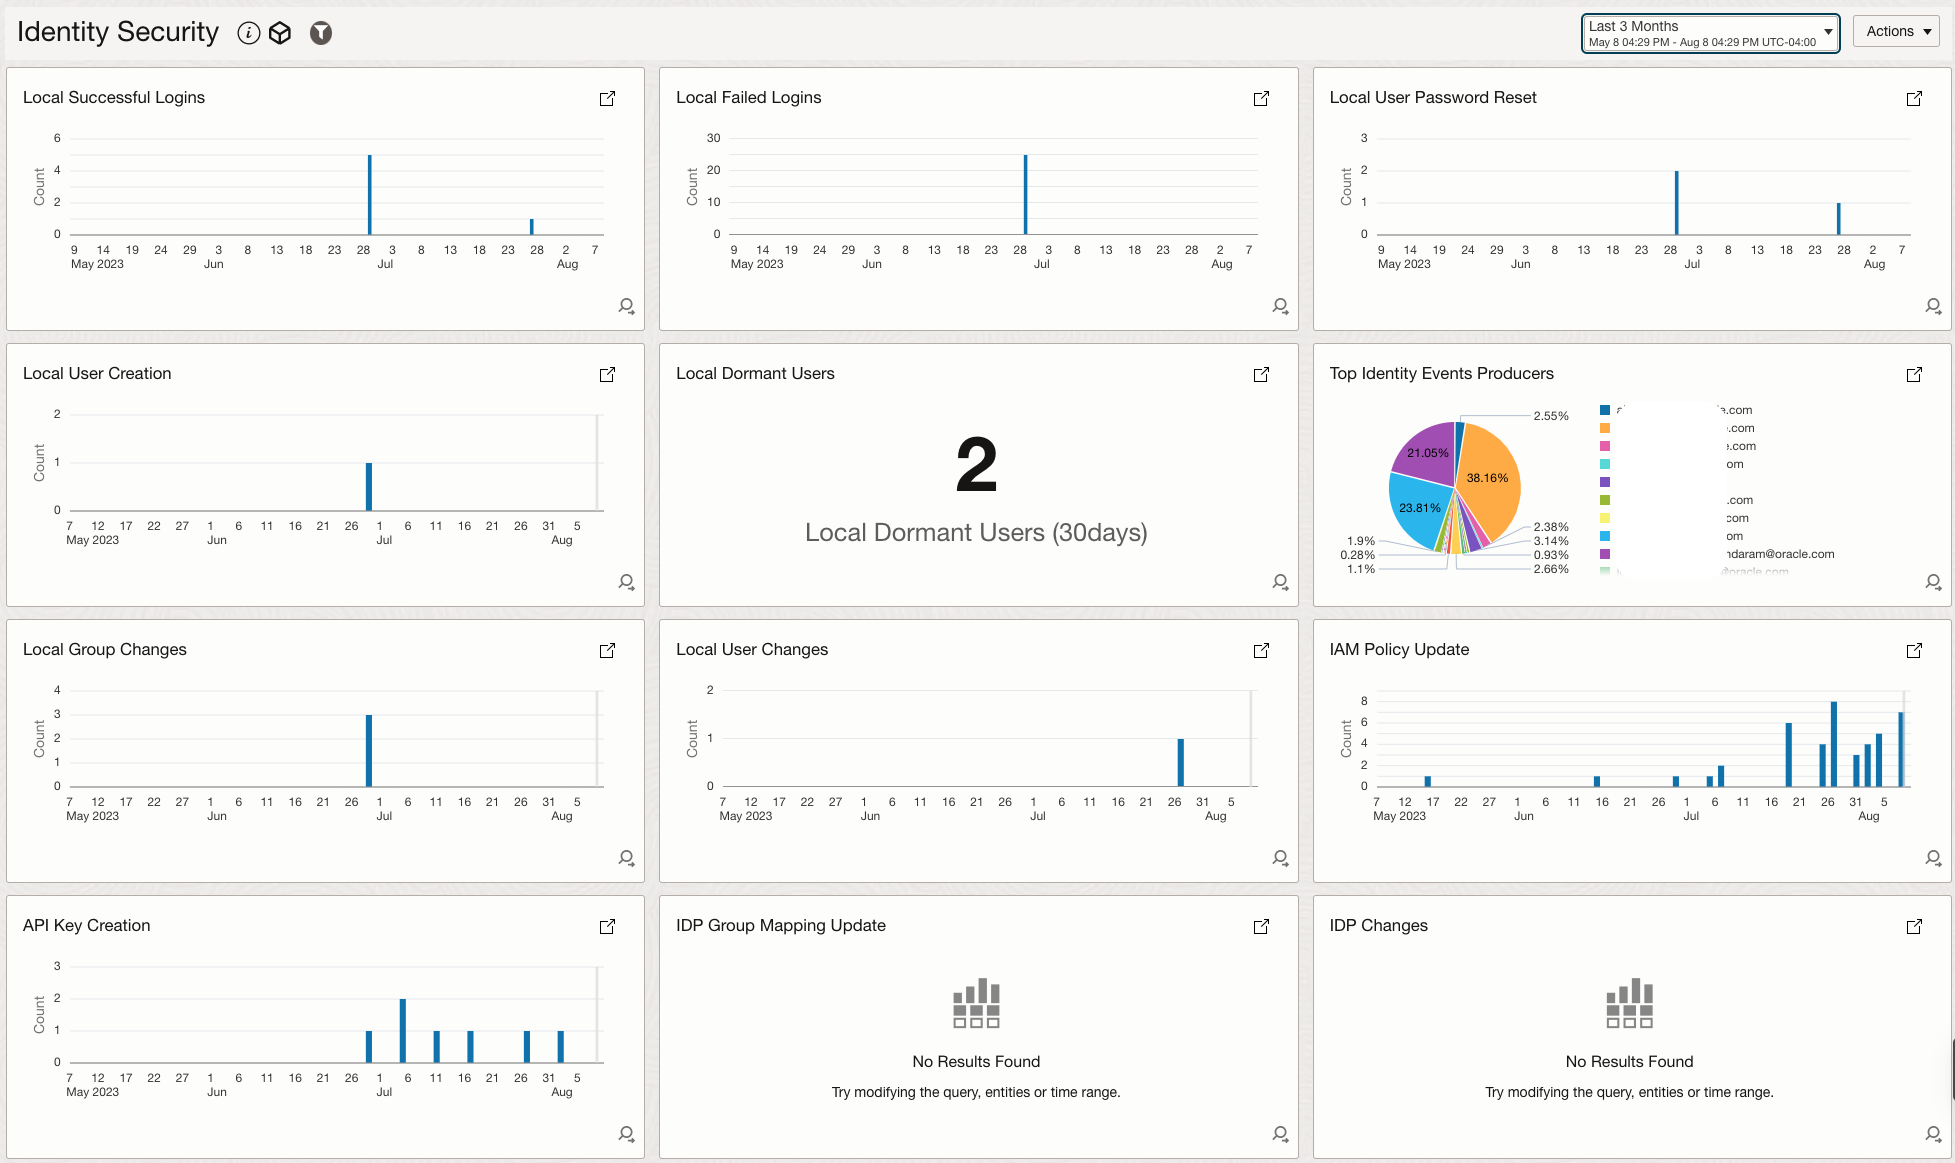 Identity Security
Last 3 Months
May 8 04:29 PM - Aug 8 04:29 PM UTC-04:00
Actions
Local Successful Logins
Count
6
4
2
0
9 14 19 24 29 3 8 13 18 23 28 3 8 13 18 23 28 2 7
May 2023 Jun Jul Aug
Local Failed Logins
Count
30
20
10
0
9 14 19 24 29 3 8 13 18 23 28 3 8 13 18 23 28 2 7
May 2023 Jun Jul Aug
Local User Password Reset
Count
3
2
1
0
9 14 19 24 29 3 8 13 18 23 28 3 8 13 18 23 28 2 7
May 2023 Jun Jul Aug
Local User Creation
Count
2
1
0
7 12 17 22 27 1 6 11 16 21 26 1 6 11 16 21 26 31 5
May 2023 Jun Jul Aug
Local Dormant Users
2
Local Dormant Users (30days)
Top Identity Events Producers
2.55%
21.05%
38.16%
23.81%
2.38%
1.9%
3.14%
0.28%
0.93%
1.1%
2.66%
e.com
.com
e.com
om
.com
.com
om
ndaram@oracle.com
@oracle.com
Local Group Changes
Count
4
3
2
1
0
7 12 17 22 27 1 6 11 16 21 26 1 6 11 16 21 26 31 5
May 2023 Jun Jul Aug
Local User Changes
Count
2
1
0
7 12 17 22 27 1 6 11 16 21 26 1 6 11 16 21 26 31 5
May 2023 Jun Jul Aug
IAM Policy Update
Count
8
6
4
2
0
7 12 17 22 27 1 6 11 16 21 26 1 6 11 16 21 26 31 5
May 2023 Jun Jul Aug
API Key Creation
Count
3
2
1
0
7 12 17 22 27 1 6 11 16 21 26 1 6 11 16 21 26 31 5
May 2023 Jun Jul Aug
IDP Group Mapping Update
No Results Found
Try modifying the query, entities or time range.
IDP Changes
No Results Found
Try modifying the query, entities or time range.